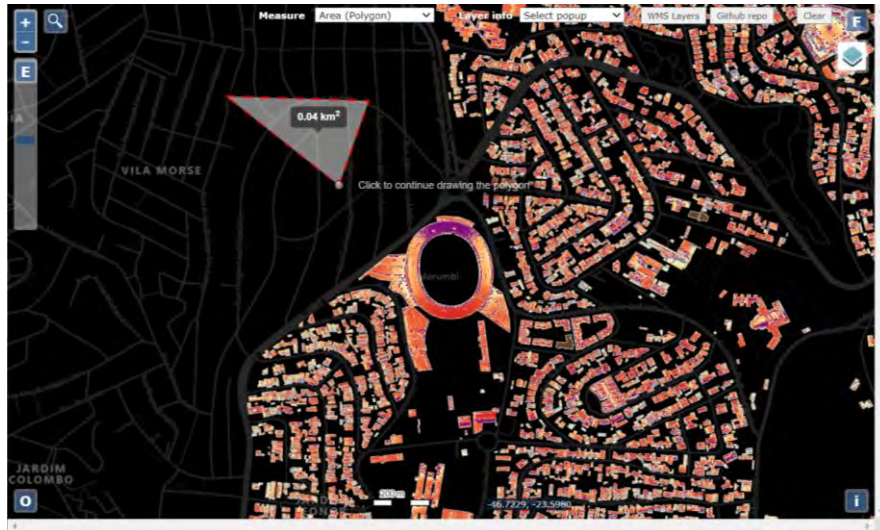 +
−
E
Measure Area (Polygon)
Layer info Select popup
WMS Layers
Github repo
Clear
F
0.04 km²
VILA MORSE
Click to continue drawing the polygon
Morumbi
JARDIM
COLOMBO
O
200 m
-46.7229, -23.5980
i